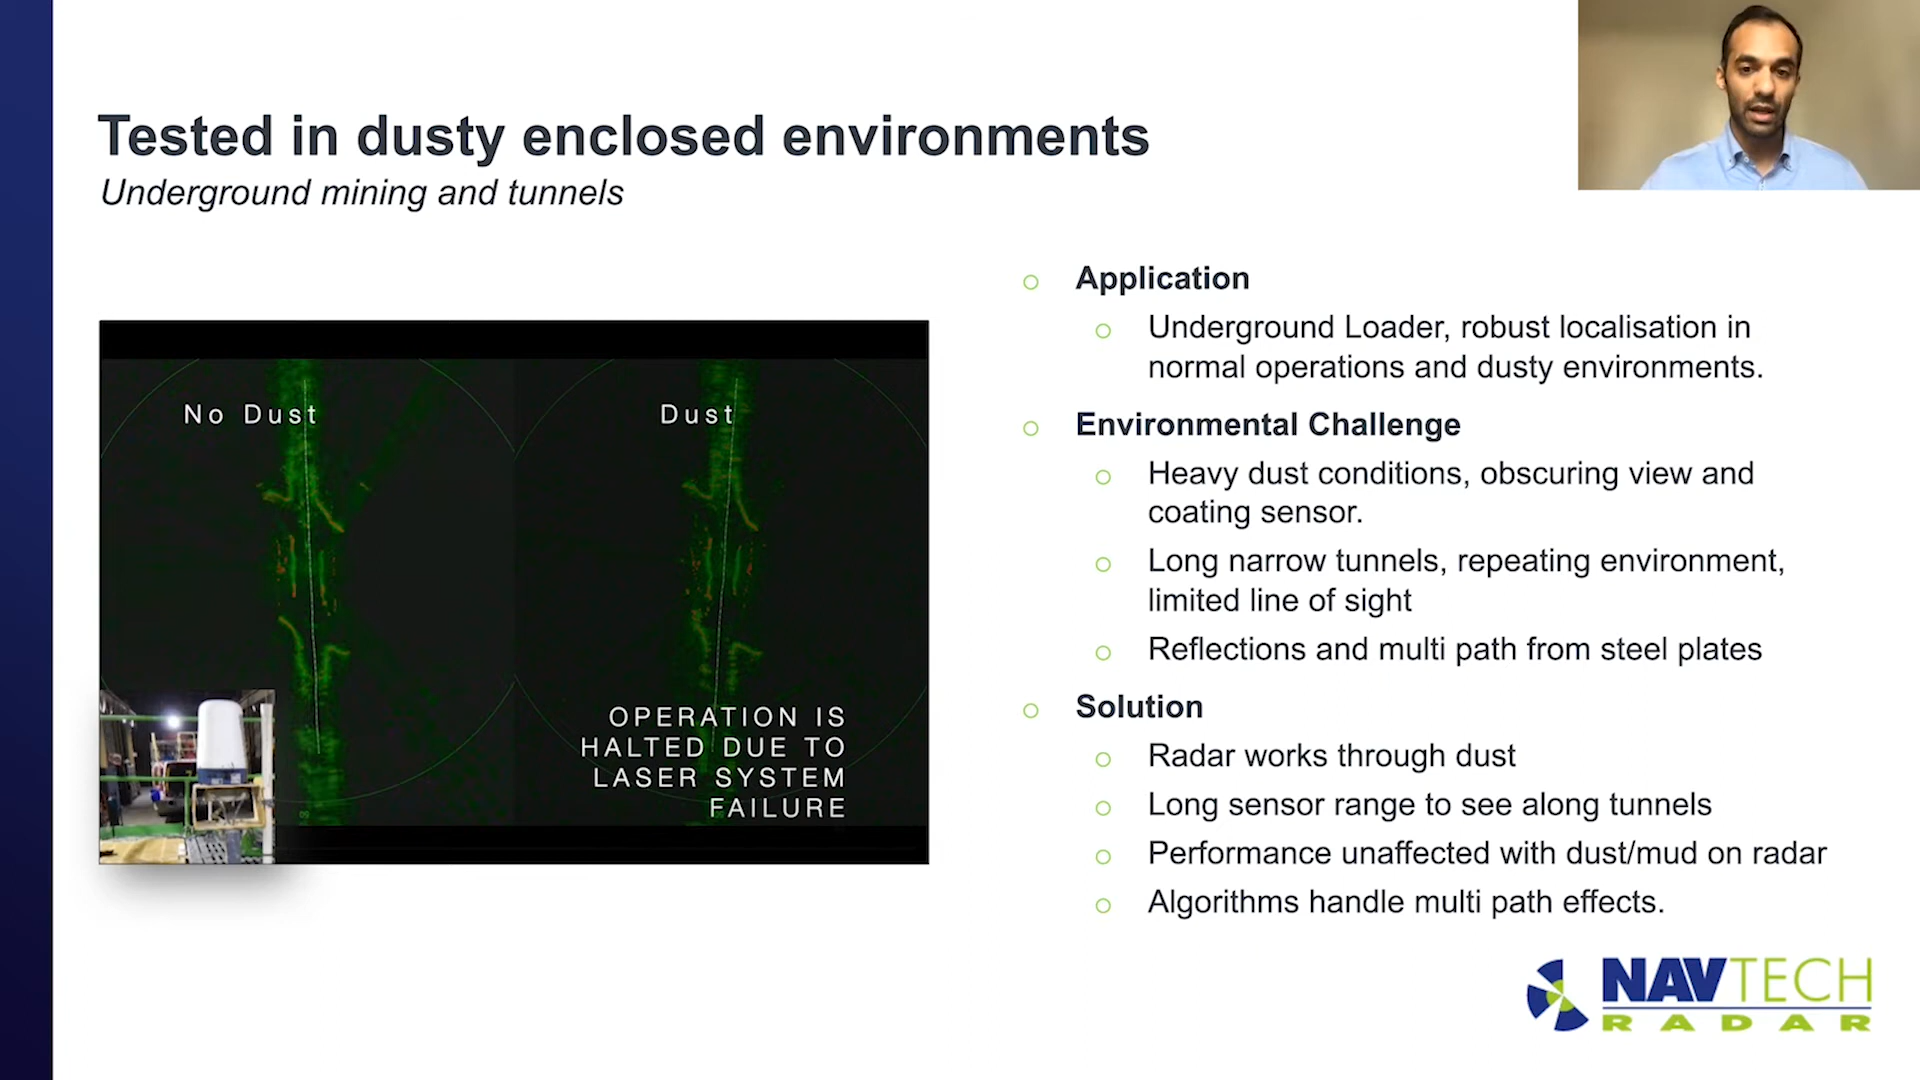 Tested in dusty enclosed environments
Underground mining and tunnels
No Dust
Dust
OPERATION IS
HALTED DUE TO
LASER SYSTEM
FAILURE
Application
Underground Loader, robust localisation in
normal operations and dusty environments.
Environmental Challenge
Heavy dust conditions, obscuring view and
coating sensor.
Long narrow tunnels, repeating environment,
limited line of sight
Reflections and multi path from steel plates
Solution
Radar works through dust
Long sensor range to see along tunnels
Performance unaffected with dust/mud on radar
Algorithms handle multi path effects.
NAVTECH
RADAR